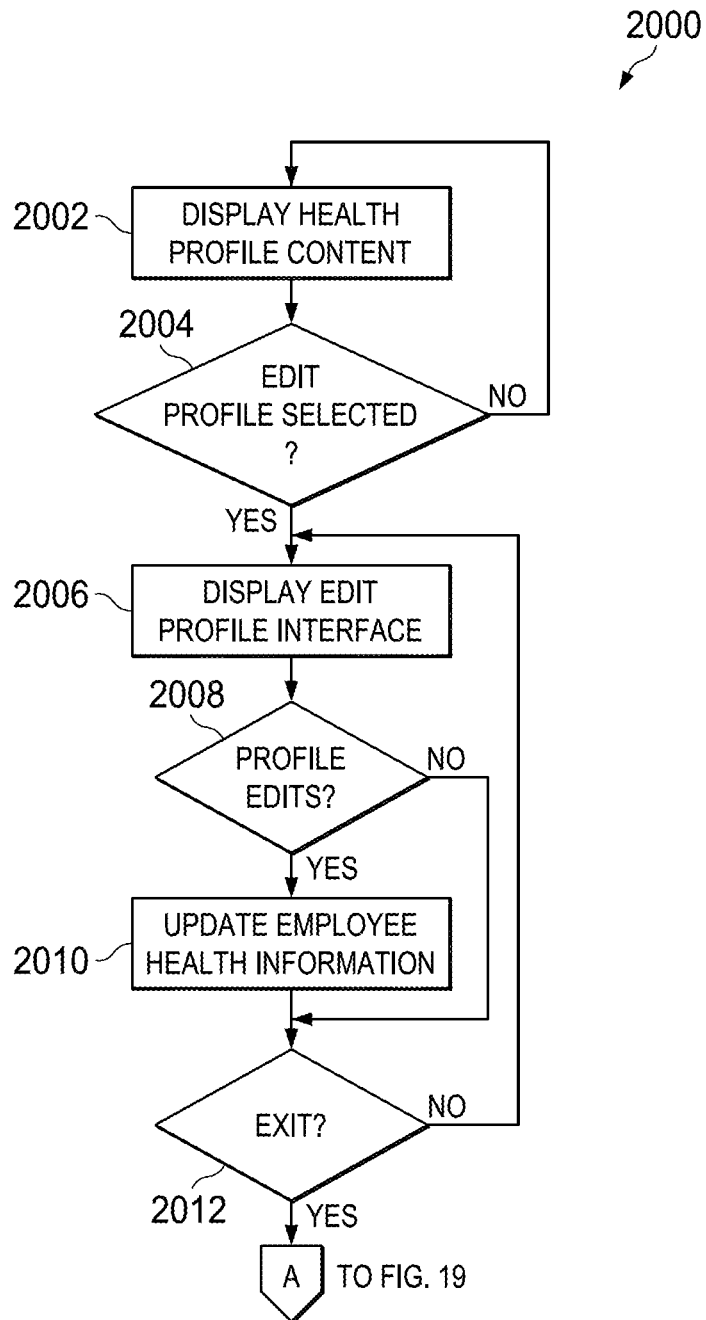 2000
2002
DISPLAY HEALTH
PROFILE CONTENT
2004
EDIT
PROFILE SELECTED
?
NO
YES
2006
DISPLAY EDIT
PROFILE INTERFACE
2008
PROFILE
EDITS?
NO
YES
2010
UPDATE EMPLOYEE
HEALTH INFORMATION
EXIT?
NO
2012
YES
A
TO FIG. 19